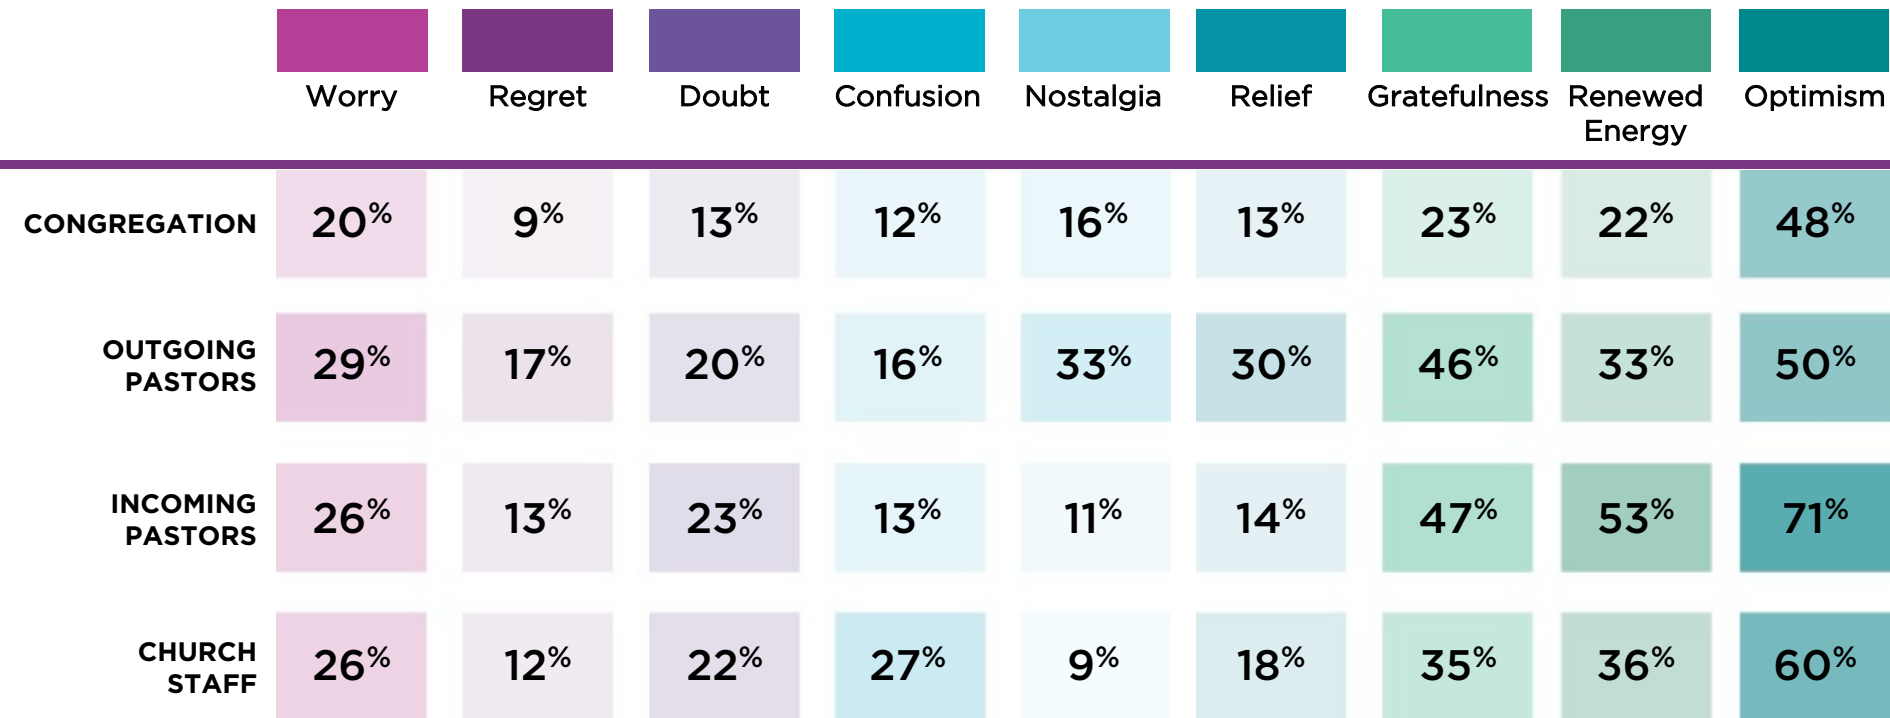 Worry Regret Doubt Confusion Nostalgia Relief Gratefulness Renewed Optimism
Energy
CONGREGATION 20% 9% 13% 12% 16% 13% 23% 22% 48%
OUTGOING
PASTORS 29% 17% 20% 16% 33% 30% 46% 33% 50%
INCOMING
PASTORS 26% 13% 23% 13% 11% 14% 47% 53% 71%
CHURCH
STAFF 26% 12% 22% 27% 9% 18% 35% 36% 60%